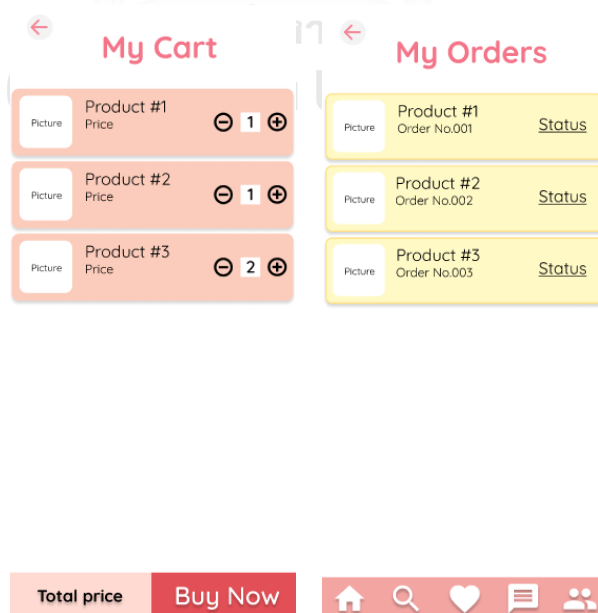 My Cart
Picture
Product #1
Price
1
Picture
Product #2
Price
1
Picture
Product #3
Price
2
Total price
Buy Now
My Orders
Picture
Product #1
Order No.001
Status
Picture
Product #2
Order No.002
Status
Picture
Product #3
Order No.003
Status